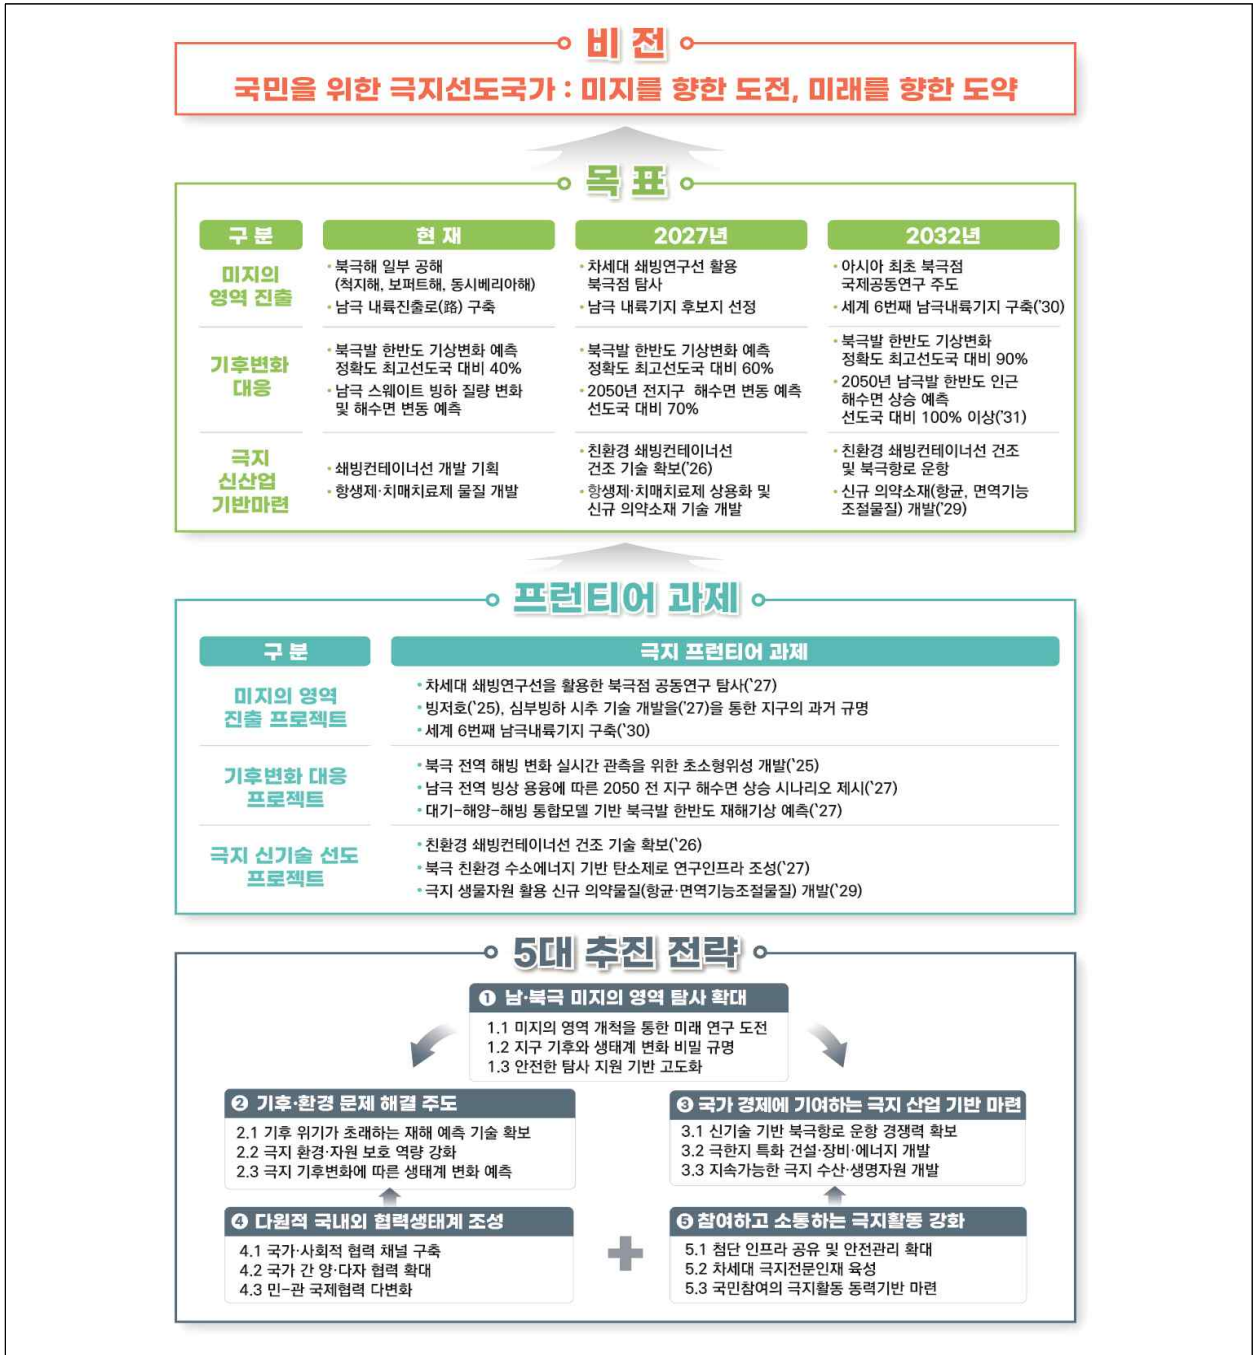 비 전
국민을 위한 극지선도국가 : 미지를 향한 도전, 미래를 향한 도약
목 표
구 분
현 재
2027년
2032년
미지의
영역 진출
• 북극해 일부 공해
(척지해, 보퍼트해, 동시베리아해)
• 남극 내륙진출로(路) 구축
• 차세대 쇄빙연구선 활용
북극점 탐사
• 남극 내륙기지 후보지 선정
• 아시아 최초 북극점
국제공동연구 주도
• 세계 6번째 남극내륙기지 구축('30)
기후변화
대응
• 북극발 한반도 기상변화 예측
정확도 최고선도국 대비 40%
• 남극 스웨이트 빙하 질량 변화
및 해수면 변동 예측
• 북극발 한반도 기상변화 예측
정확도 최고선도국 대비 60%
• 2050년 전지구 해수면 변동 예측
선도국 대비 70%
• 북극발 한반도 기상변화
정확도 최고선도국 대비 90%
• 2050년 남극발 한반도 인근
해수면 상승 예측
선도국 대비 100% 이상('31)
극지
신산업
기반마련
• 쇄빙컨테이너선 개발 기획
• 항생제·치매치료제 물질 개발
• 친환경 쇄빙컨테이너선
건조 기술 확보('26)
• 항생제·치매치료제 상용화 및
신규 의약소재 기술 개발
• 친환경 쇄빙컨테이너선 건조
및 북극항로 운항
• 신규 의약소재(항균, 면역기능
조절물질) 개발('29)
프런티어 과제
구 분
극지 프런티어 과제
미지의 영역
진출 프로젝트
• 차세대 쇄빙연구선을 활용한 북극점 공동연구 탐사('27)
• 빙저호('25), 심부빙하 시추 기술 개발을('27)을 통한 지구의 과거 규명
• 세계 6번째 남극내륙기지 구축('30)
기후변화 대응
프로젝트
• 북극 전역 해빙 변화 실시간 관측을 위한 초소형위성 개발('25)
• 남극 전역 빙상 용융에 따른 2050 전 지구 해수면 상승 시나리오 제시('27)
• 대기-해양-해빙 통합모델 기반 북극발 한반도 재해기상 예측('27)
극지 신기술 선도
프로젝트
• 친환경 쇄빙컨테이너선 건조 기술 확보('26)
• 북극 친환경 수소에너지 기반 탄소제로 연구인프라 조성('27)
• 극지 생물자원 활용 신규 의약물질(항균·면역기능조절물질) 개발('29)
5대 추진 전략
❶ 남·북극 미지의 영역 탐사 확대
1.1 미지의 영역 개척을 통한 미래 연구 도전
1.2 지구 기후와 생태계 변화 비밀 규명
1.3 안전한 탐사 지원 기반 고도화
❷ 기후·환경 문제 해결 주도
2.1 기후 위기가 초래하는 재해 예측 기술 확보
2.2 극지 환경·자원 보호 역량 강화
2.3 극지 기후변화에 따른 생태계 변화 예측
❸ 국가 경제에 기여하는 극지 산업 기반 마련
3.1 신기술 기반 북극항로 운항 경쟁력 확보
3.2 극한지 특화 건설·장비·에너지 개발
3.3 지속가능한 극지 수산·생명자원 개발
❹ 다원적 국내외 협력생태계 조성
4.1 국가·사회적 협력 채널 구축
4.2 국가 간 양·다자 협력 확대
4.3 민-관 국제협력 다변화
❺ 참여하고 소통하는 극지활동 강화
5.1 첨단 인프라 공유 및 안전관리 확대
5.2 차세대 극지전문인재 육성
5.3 국민참여의 극지활동 동력기반 마련